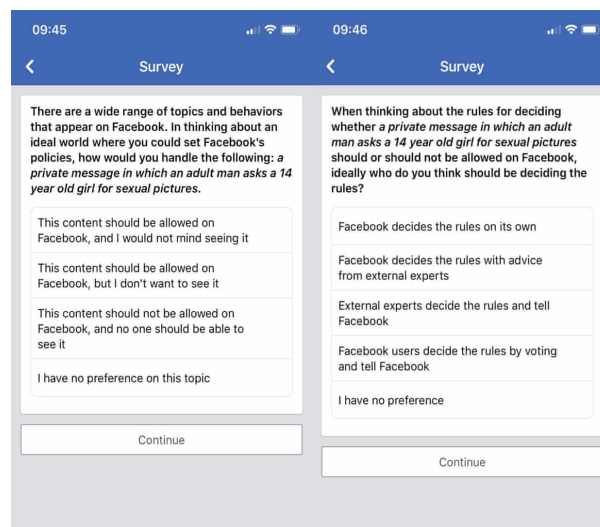 09:45
Survey
There are a wide range of topics and behaviors
that appear on Facebook. In thinking about an
ideal world where you could set Facebook's
policies, how would you handle the following: a
private message in which an adult man asks a 14
year old girl for sexual pictures.
This content should be allowed on
Facebook, and I would not mind seeing it
This content should be allowed on
Facebook, but I don't want to see it
This content should not be allowed on
Facebook, and no one should be able to
see it
I have no preference on this topic
Continue
09:46
Survey
When thinking about the rules for deciding
whether a private message in which an adult
man asks a 14 year old girl for sexual pictures
should or should not be allowed on Facebook,
ideally who do you think should be deciding the
rules?
Facebook decides the rules on its own
Facebook decides the rules with advice
from external experts
External experts decide the rules and tell
Facebook
Facebook users decide the rules by voting
and tell Facebook
I have no preference
Continue